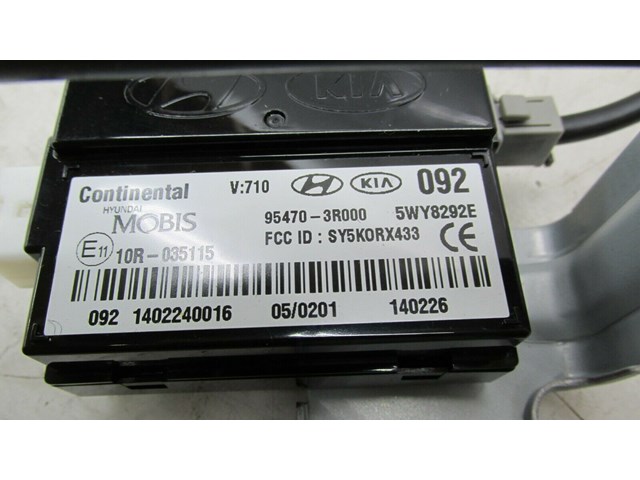 KIA
Continental V:710 KIA 092
HYUNDAI
MOBIS 95470-3R000 5WY8292E
FCC ID : SY5KORX433 CE
E11 10R-035115
092 1402240016 05/0201 140226